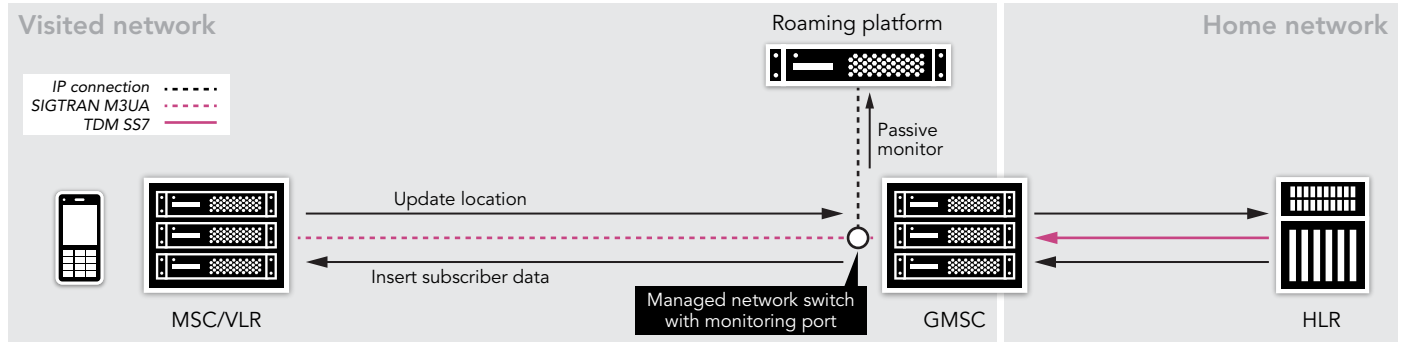 Visited network
Roaming platform
Home network
IP connection
SIGTRAN M3UA
TDM SS7
Passive
monitor
Update location
Insert subscriber data
Managed network switch
with monitoring port
MSC/VLR
GMSC
HLR